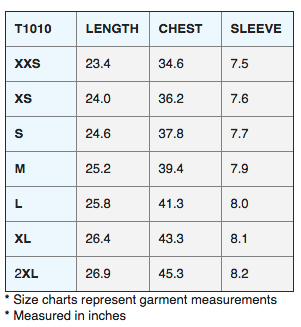 T1010 LENGTH CHEST SLEEVE
XXS 23.4 34.6 7.5
XS 24.0 36.2 7.6
S 24.6 37.8 7.7
M 25.2 39.4 7.9
L 25.8 41.3 8.0
XL 26.4 43.3 8.1
2XL 26.9 45.3 8.2
* Size charts represent garment measurements
* Measured in inches